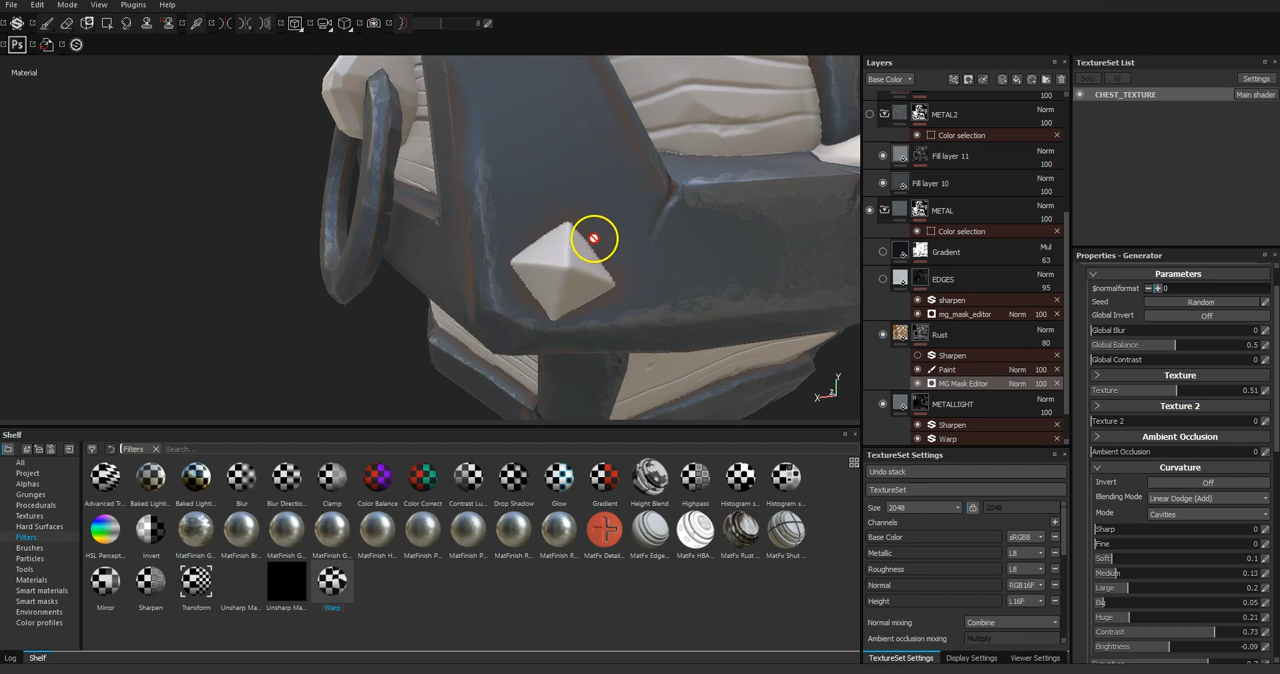 File Edit Mode View Plugins Help
8
Ps
Material
Y
X
Z
Layers
Base Color
100
METAL2 Norm
100
Color selection
Fill layer 11 Norm
100
Fill layer 10 Norm
100
METAL Norm
100
Color selection
Gradient Mul
63
EDGES Norm
95
sharpen
mg_mask_editor Norm 100
Rust Norm
80
Sharpen
Paint Norm 100
MG Mask Editor Norm 100
METALLIGHT Norm
100
Sharpen
Warp
TextureSet Settings
Undo stack
TextureSet
Size 2048 2048
Channels
Base Color sRGB8
Metallic L8
Roughness L8
Normal RGB16F
Height L16F
Normal mixing Combine
Ambient occlusion mixing Multiply
TextureSet Settings Display Settings Viewer Settings
TextureSet List
Solo All Settings
CHEST_TEXTURE Main shader
Properties - Generator
Parameters
$normalformat 0
Seed Random
Global Invert Off
Global Blur 0
Global Balance 0.5
Global Contrast 0
Texture
Texture 0.51
Texture 2
Texture 2 0
Ambient Occlusion
Ambient Occlusion 0
Curvature
Invert Off
Blending Mode Linear Dodge (Add)
Mode Cavities
Sharp 0
Fine 0
Soft 0.1
Medium 0.13
Large 0.2
Big 0.05
Huge 0.21
Contrast 0.73
Brightness -0.09
Shelf
Filters Search...
All
Project
Alphas
Grunges
Procedurals
Textures
Hard Surfaces
Filters
Brushes
Particles
Tools
Materials
Smart materials
Smart masks
Environments
Color profiles
Advanced Tr... Baked Lighti... Baked Lighti... Blur Blur Directio... Clamp Color Balance Color Correct Contrast Lu... Drop Shadow Glow Gradient Height Blend Highpass Histogram s... Histogram s...
HSL Percept... Invert MatFinish G... MatFinish Br... MatFinish G... MatFinish H... MatFinish P... MatFinish P... MatFinish R... MatFinish R... MatFx Detail... MatFx Edge... MatFx HBA... MatFx Rust ... MatFx Shut ...
Mirror Sharpen Transform Unsharp Ma... Unsharp Ma... Warp
Log Shelf